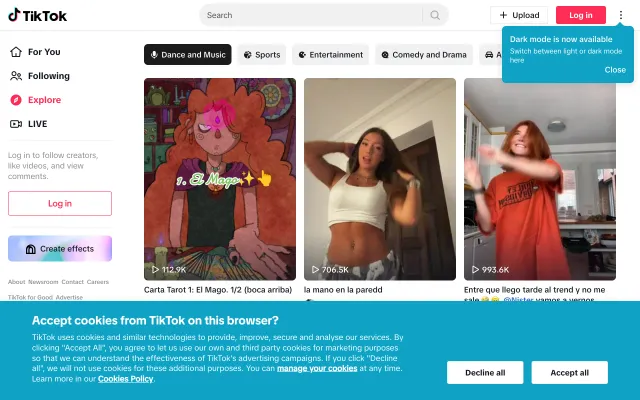 TikTok
Search
Upload
Log in
Dark mode is now available
Switch between light or dark mode
here
Close
For You
Following
Explore
LIVE
Log in to follow creators,
like videos, and view
comments.
Log in
Create effects
About Newsroom Contact Careers
TikTok for Good Advertise
Dance and Music
Sports
Entertainment
Comedy and Drama
1. El Mago
112.9K
706.5K
993.6K
Carta Tarot 1: El Mago. 1/2 (boca arriba)
la mano en la paredd
Entre que llego tarde al trend y no me
sale @Nister vamos a vernos
Accept cookies from TikTok on this browser?
TikTok uses cookies and similar technologies to provide, improve, secure and analyse our services. By
clicking "Accept All", you agree to let us use our own and third party cookies for marketing purposes
so that we can understand the effectiveness of TikTok's advertising campaigns. If you click "Decline
all", we will not use cookies for these additional purposes. You can manage your cookies at any time.
Learn more in our Cookies Policy.
Decline all
Accept all